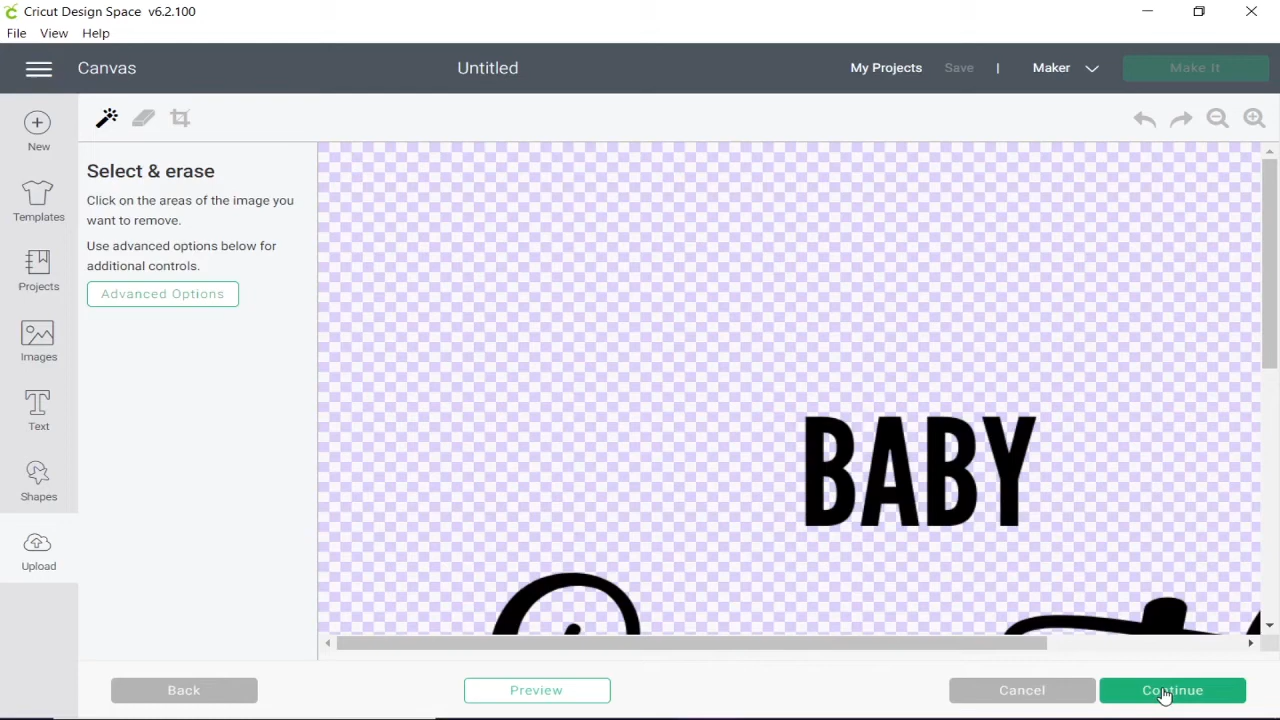 Cricut Design Space v6.2.100
File View Help
Canvas Untitled My Projects Save | Maker Make It
New
Templates
Projects
Images
Text
Shapes
Upload
Select & erase
Click on the areas of the image you
want to remove.
Use advanced options below for
additional controls.
Advanced Options
BABY
Back Preview Cancel Continue